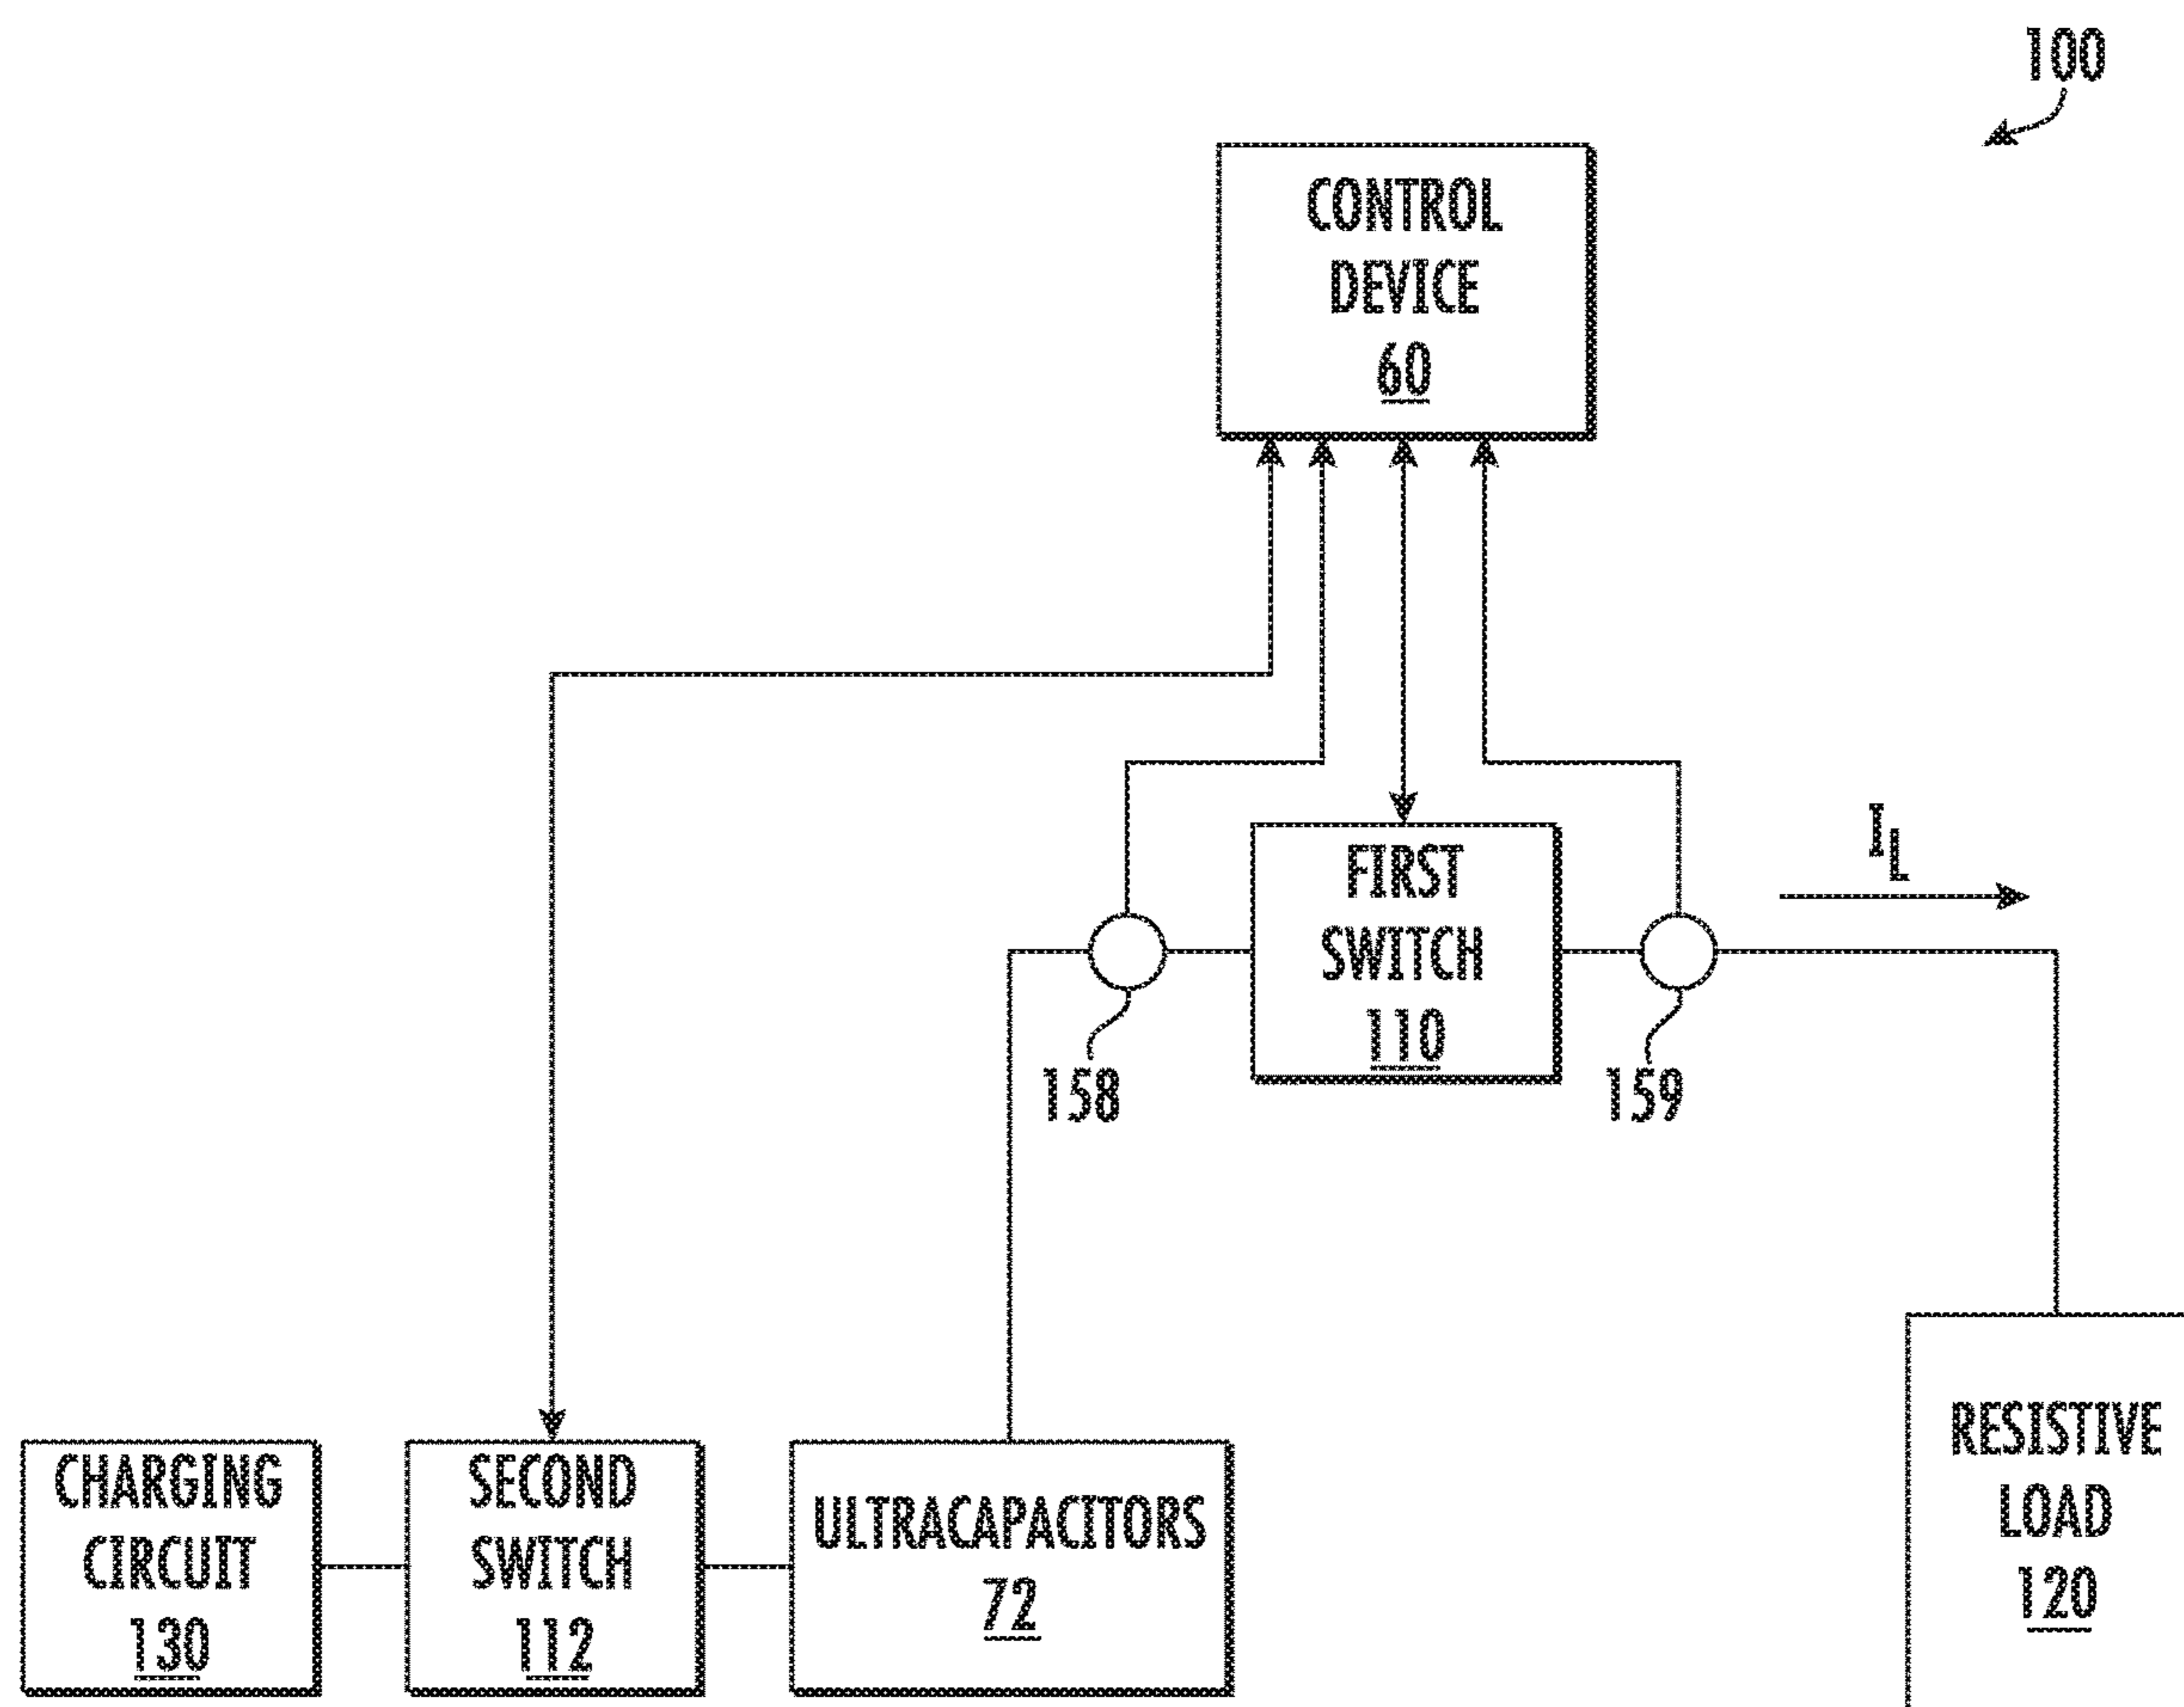 100
CONTROL
DEVICE
60
I_L
FIRST
SWITCH
110
158
159
CHARGING
CIRCUIT
130
SECOND
SWITCH
112
ULTRACAPACITORS
72
RESISTIVE
LOAD
120